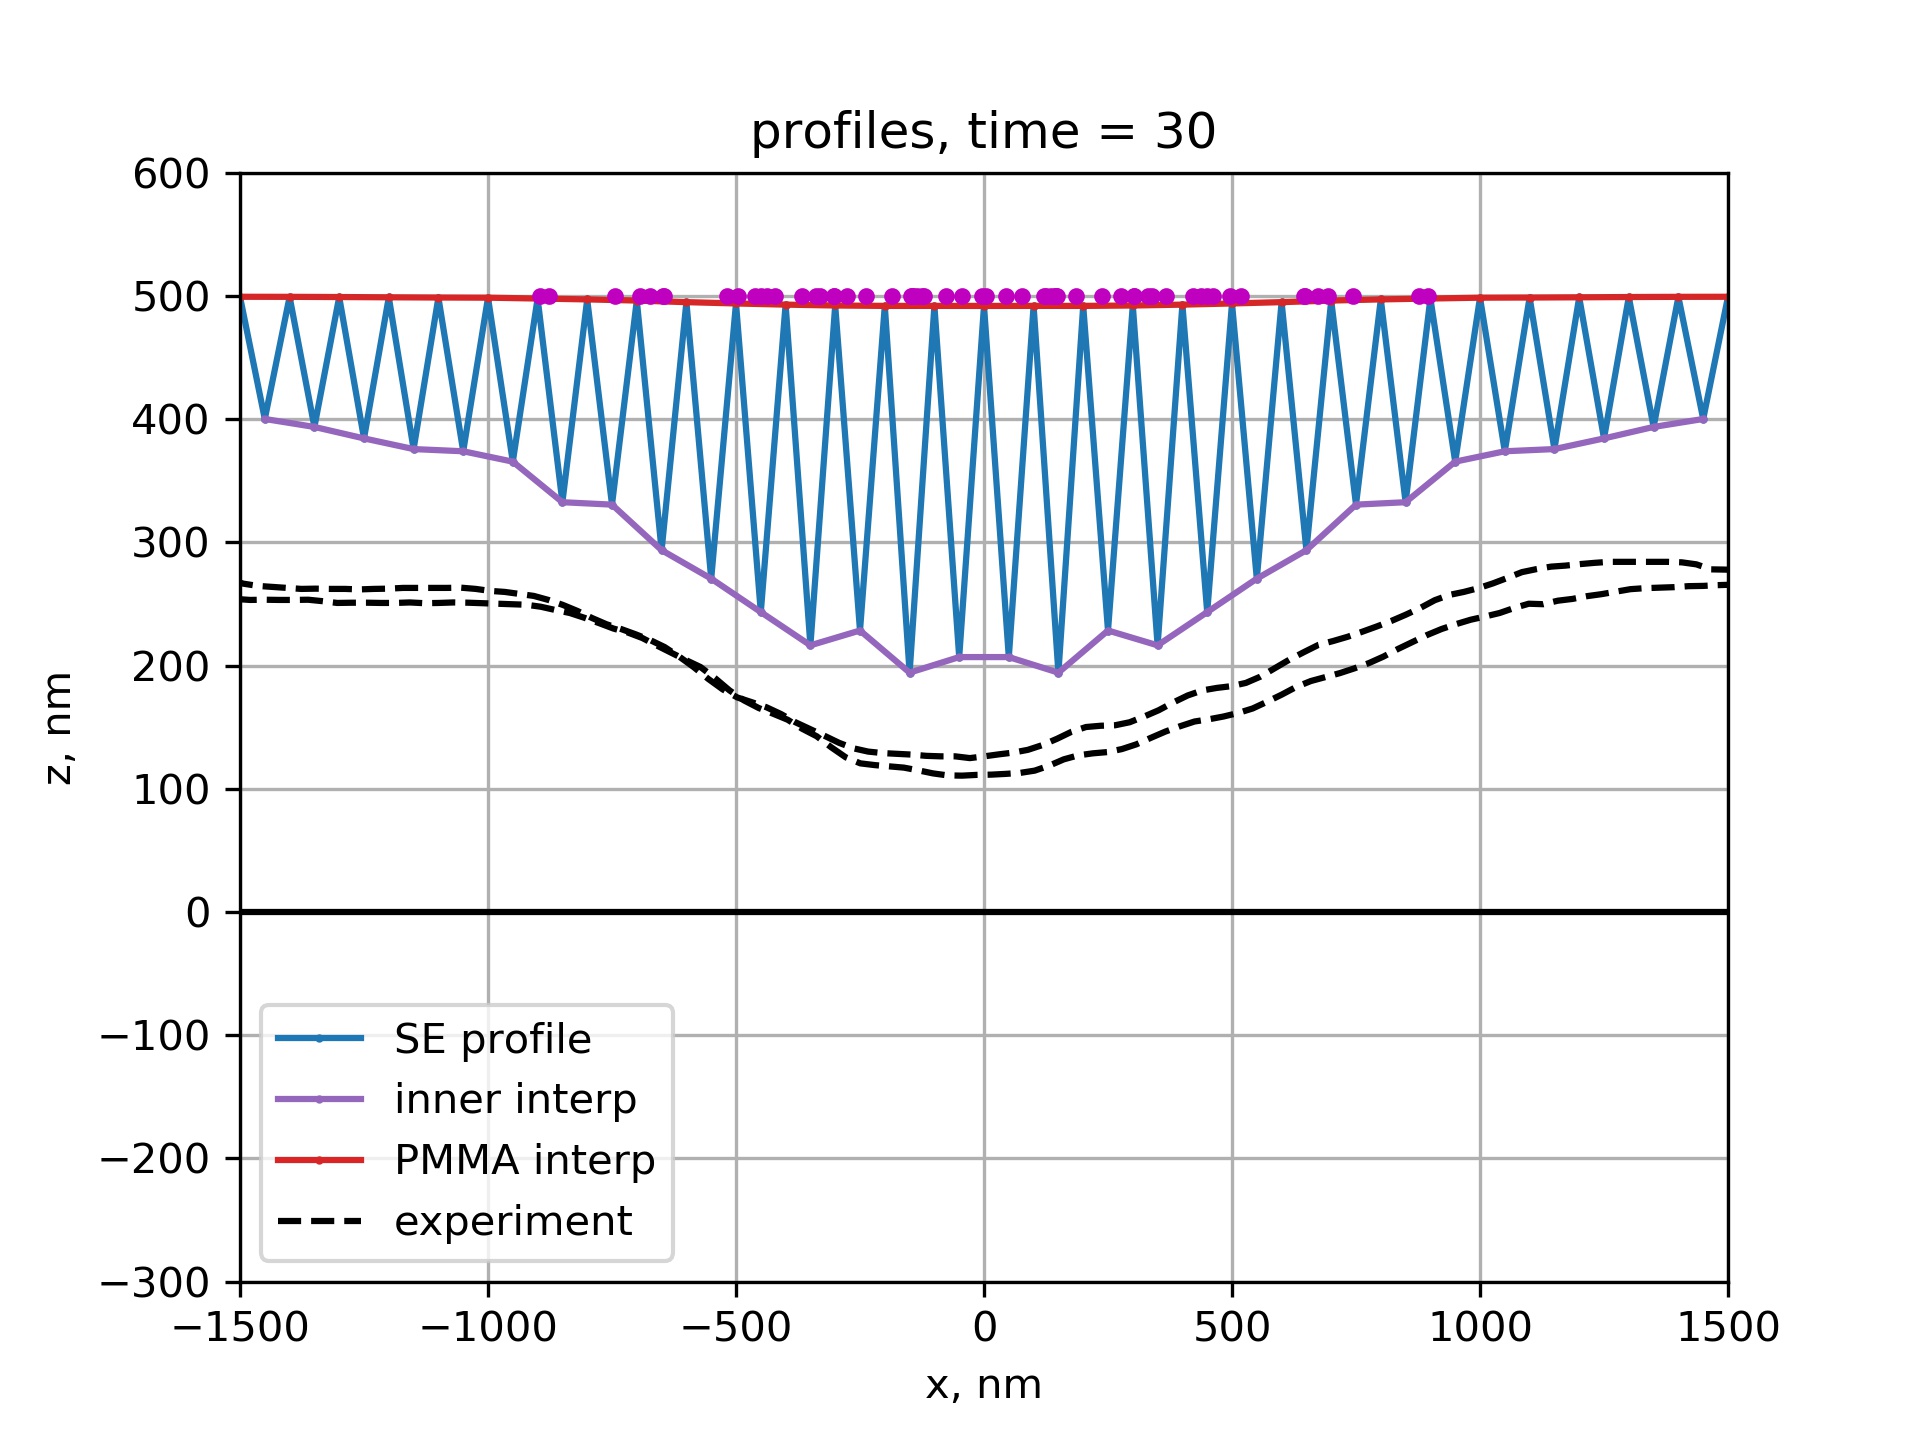 profiles, time = 30
600
500
400
300
200
100
0
−100
−200
−300
z, nm
SE profile
inner interp
PMMA interp
experiment
−1500 −1000 −500 0 500 1000 1500
x, nm